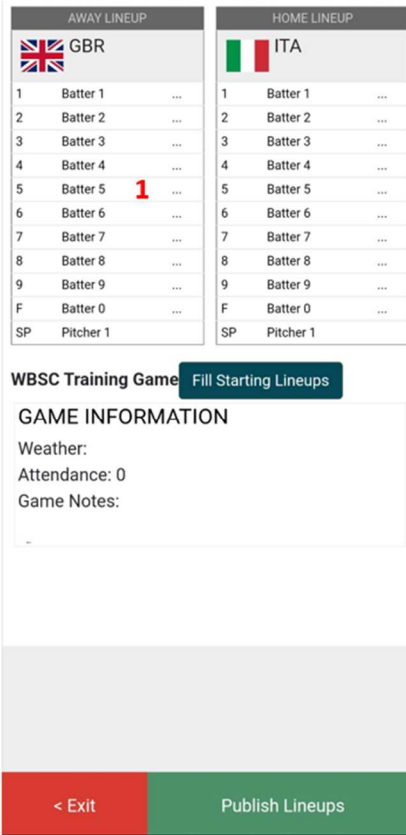 AWAY LINEUP
GBR
1 Batter 1 ...
2 Batter 2 ...
3 Batter 3 ...
4 Batter 4 ...
5 Batter 5 1 ...
6 Batter 6 ...
7 Batter 7 ...
8 Batter 8 ...
9 Batter 9 ...
F Batter 0 ...
SP Pitcher 1
HOME LINEUP
ITA
1 Batter 1 ...
2 Batter 2 ...
3 Batter 3 ...
4 Batter 4 ...
5 Batter 5 ...
6 Batter 6 ...
7 Batter 7 ...
8 Batter 8 ...
9 Batter 9 ...
F Batter 0 ...
SP Pitcher 1
WBSC Training Game Fill Starting Lineups
GAME INFORMATION
Weather:
Attendance: 0
Game Notes:
< Exit Publish Lineups